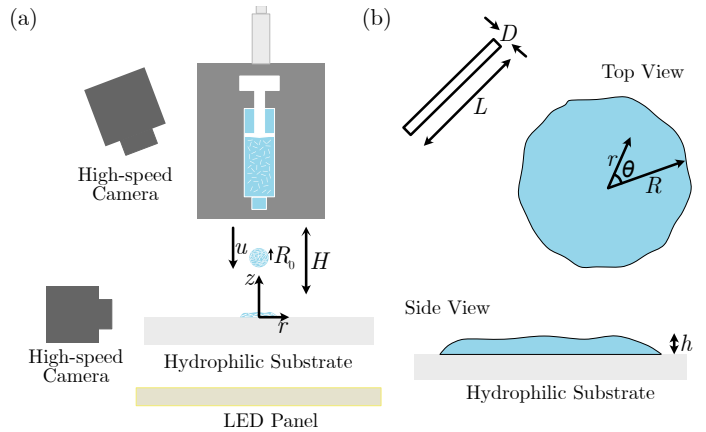 (a)
High-speed
Camera
u
R₀
H
z
r
High-speed
Camera
Hydrophilic Substrate
LED Panel
(b)
D
L
Top View
r
θ
R
Side View
h
Hydrophilic Substrate